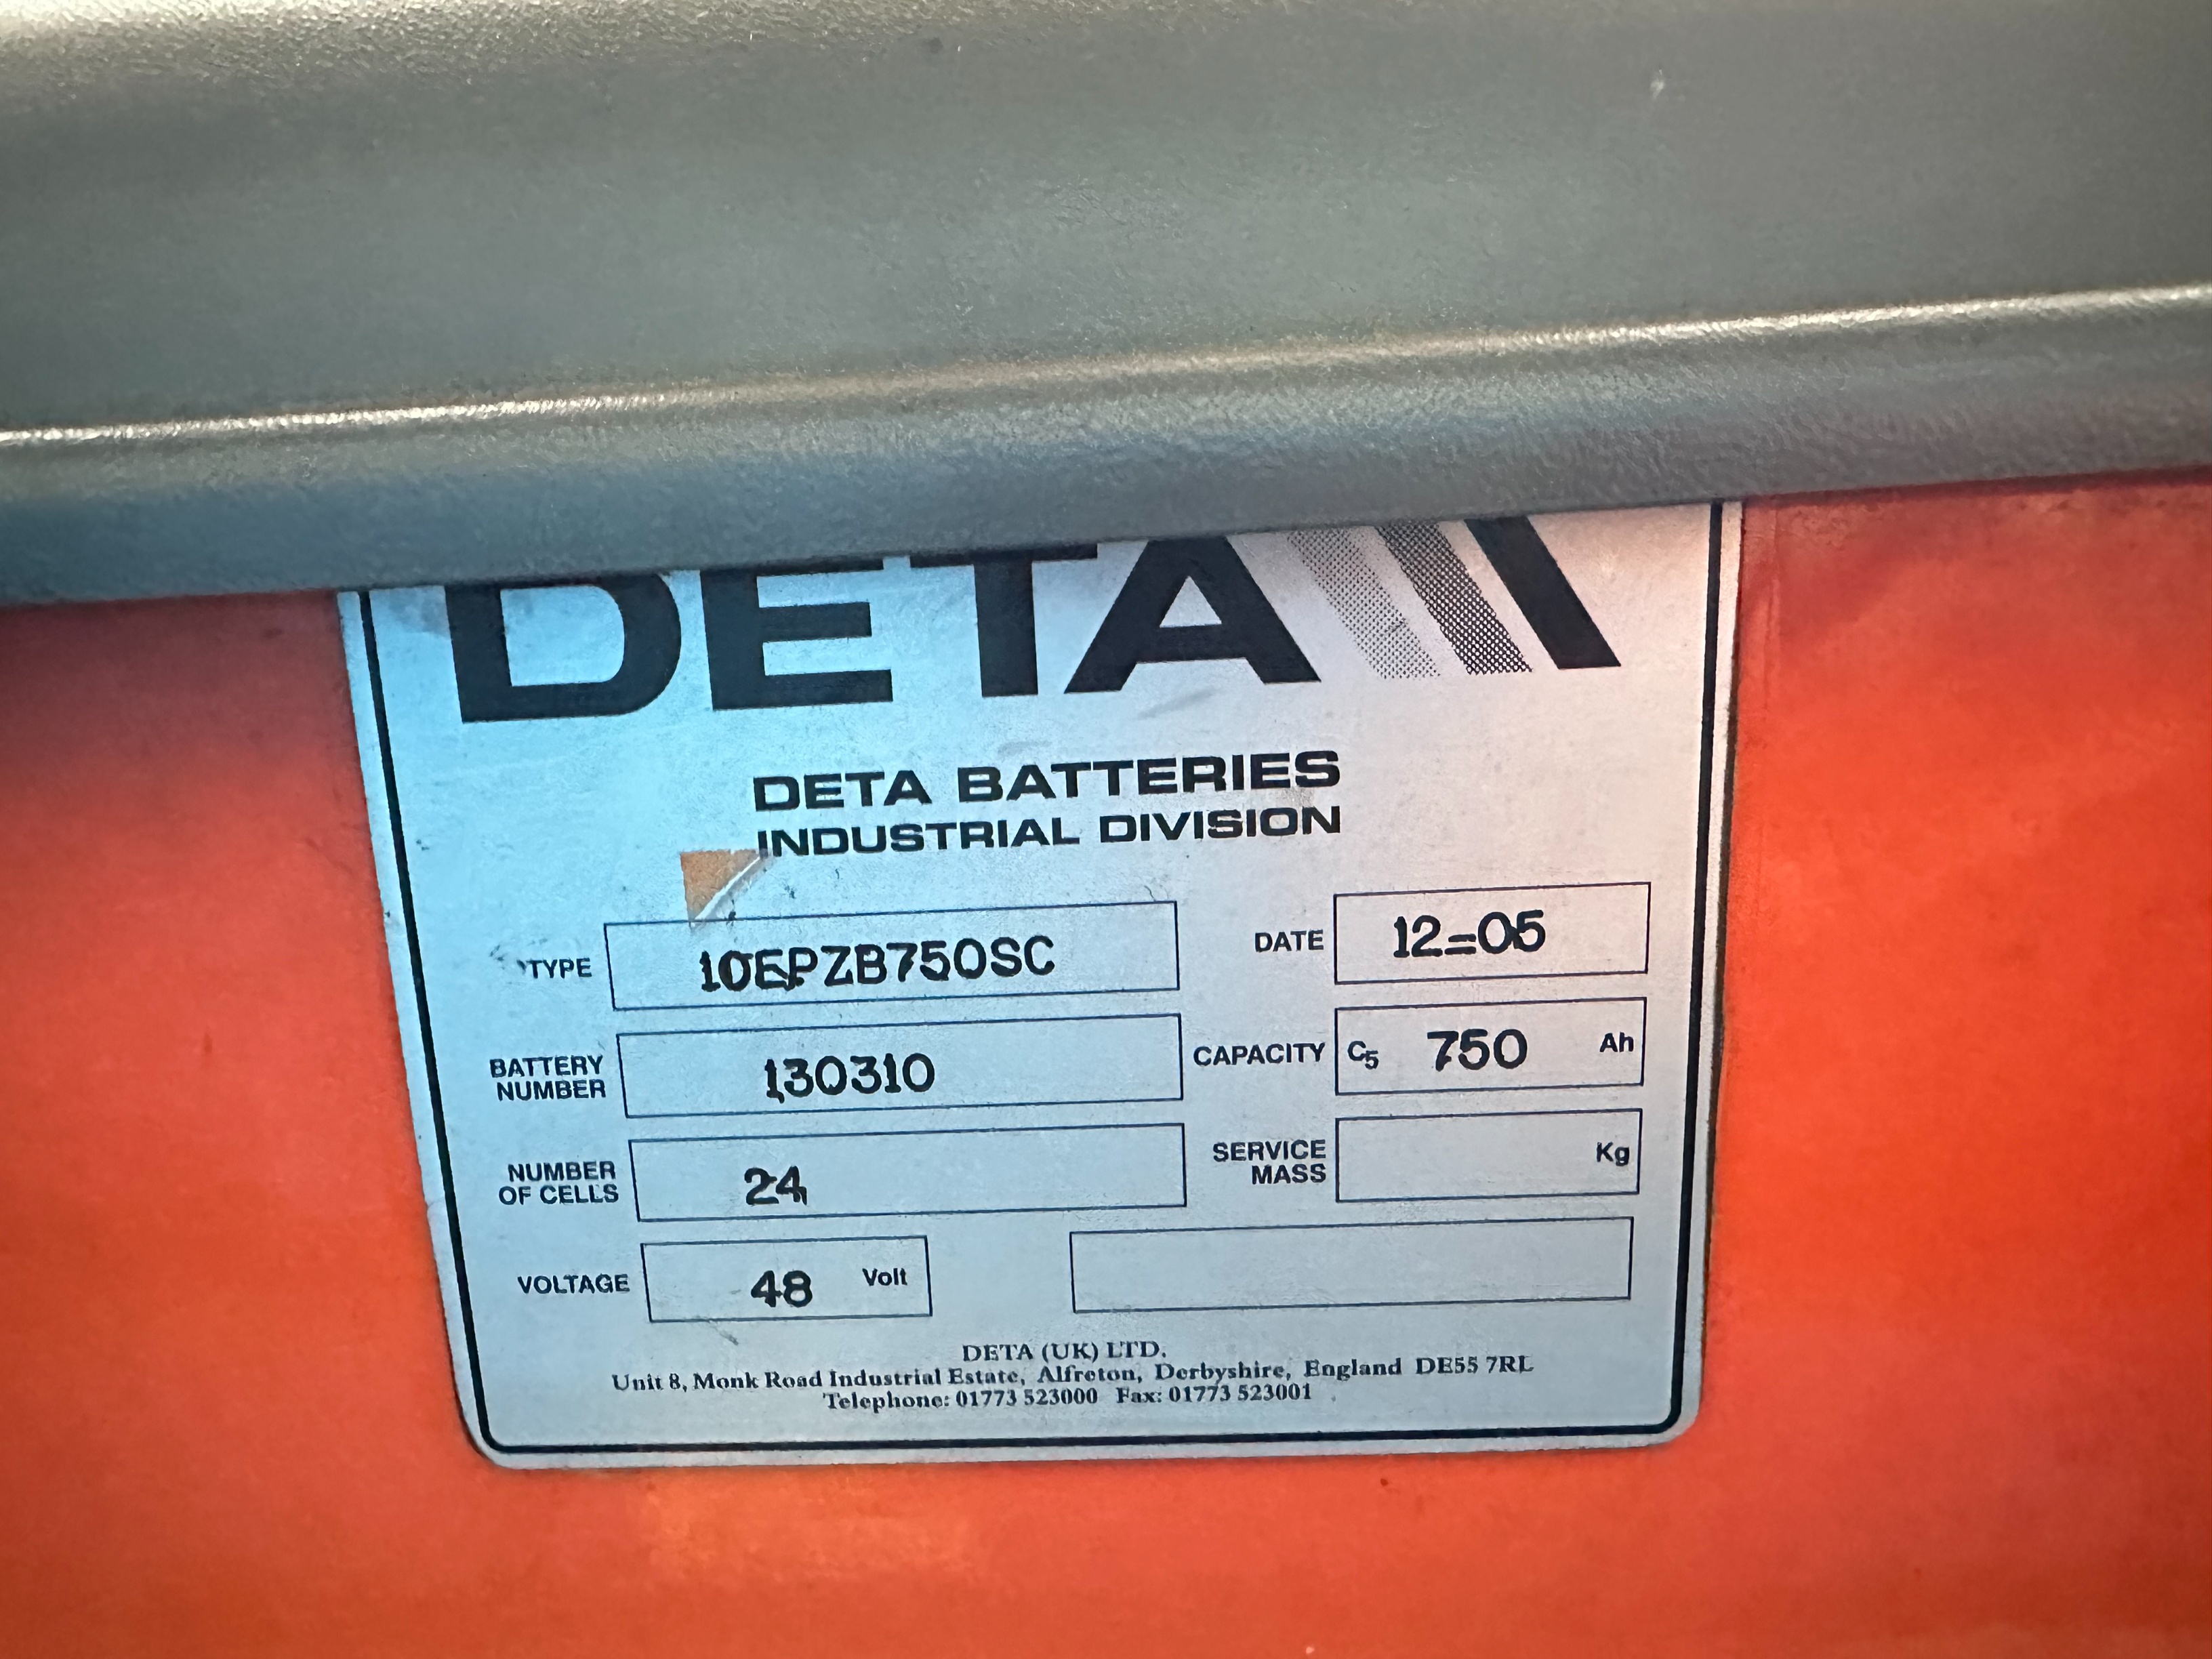 DETA
DETA BATTERIES
INDUSTRIAL DIVISION
TYPE 10EPZB750SC
DATE 12=05
BATTERY NUMBER 130310
CAPACITY C5 750 Ah
NUMBER OF CELLS 24
SERVICE MASS Kg
VOLTAGE 48 Volt
DETA (UK) LTD.
Unit 8, Monk Road Industrial Estate, Alfreton, Derbyshire, England DE55 7RL
Telephone: 01773 523000 Fax: 01773 523001